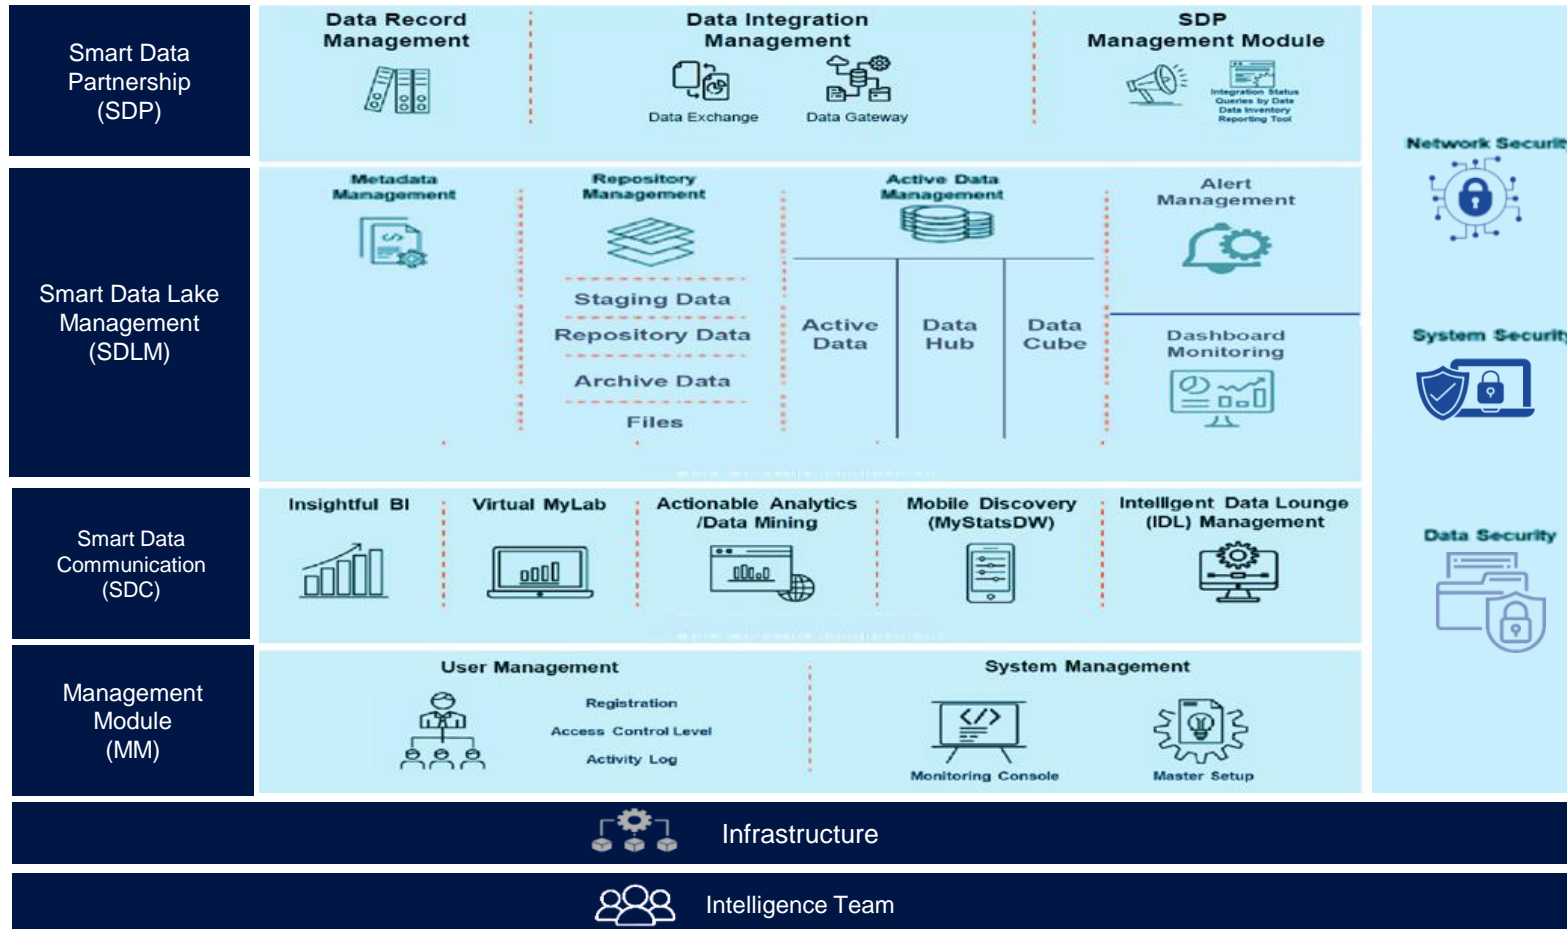 Smart Data
Partnership
(SDP)
Data Record
Management
Data Integration
Management
Data Exchange
Data Gateway
SDP
Management Module
Integration Status
Queries by Date
Data Inventory
Reporting Tool
Smart Data Lake
Management
(SDLM)
Metadata
Management
Repository
Management
Staging Data
Repository Data
Archive Data
Files
Active Data
Management
Active
Data
Data
Hub
Data
Cube
Alert
Management
Dashboard
Monitoring
Smart Data
Communication
(SDC)
Insightful BI
Virtual MyLab
Actionable Analytics
/Data Mining
Mobile Discovery
(MyStatsDW)
Intelligent Data Lounge
(IDL) Management
Management
Module
(MM)
User Management
Registration
Access Control Level
Activity Log
System Management
Monitoring Console
Master Setup
Network Security
System Security
Data Security
Infrastructure
Intelligence Team